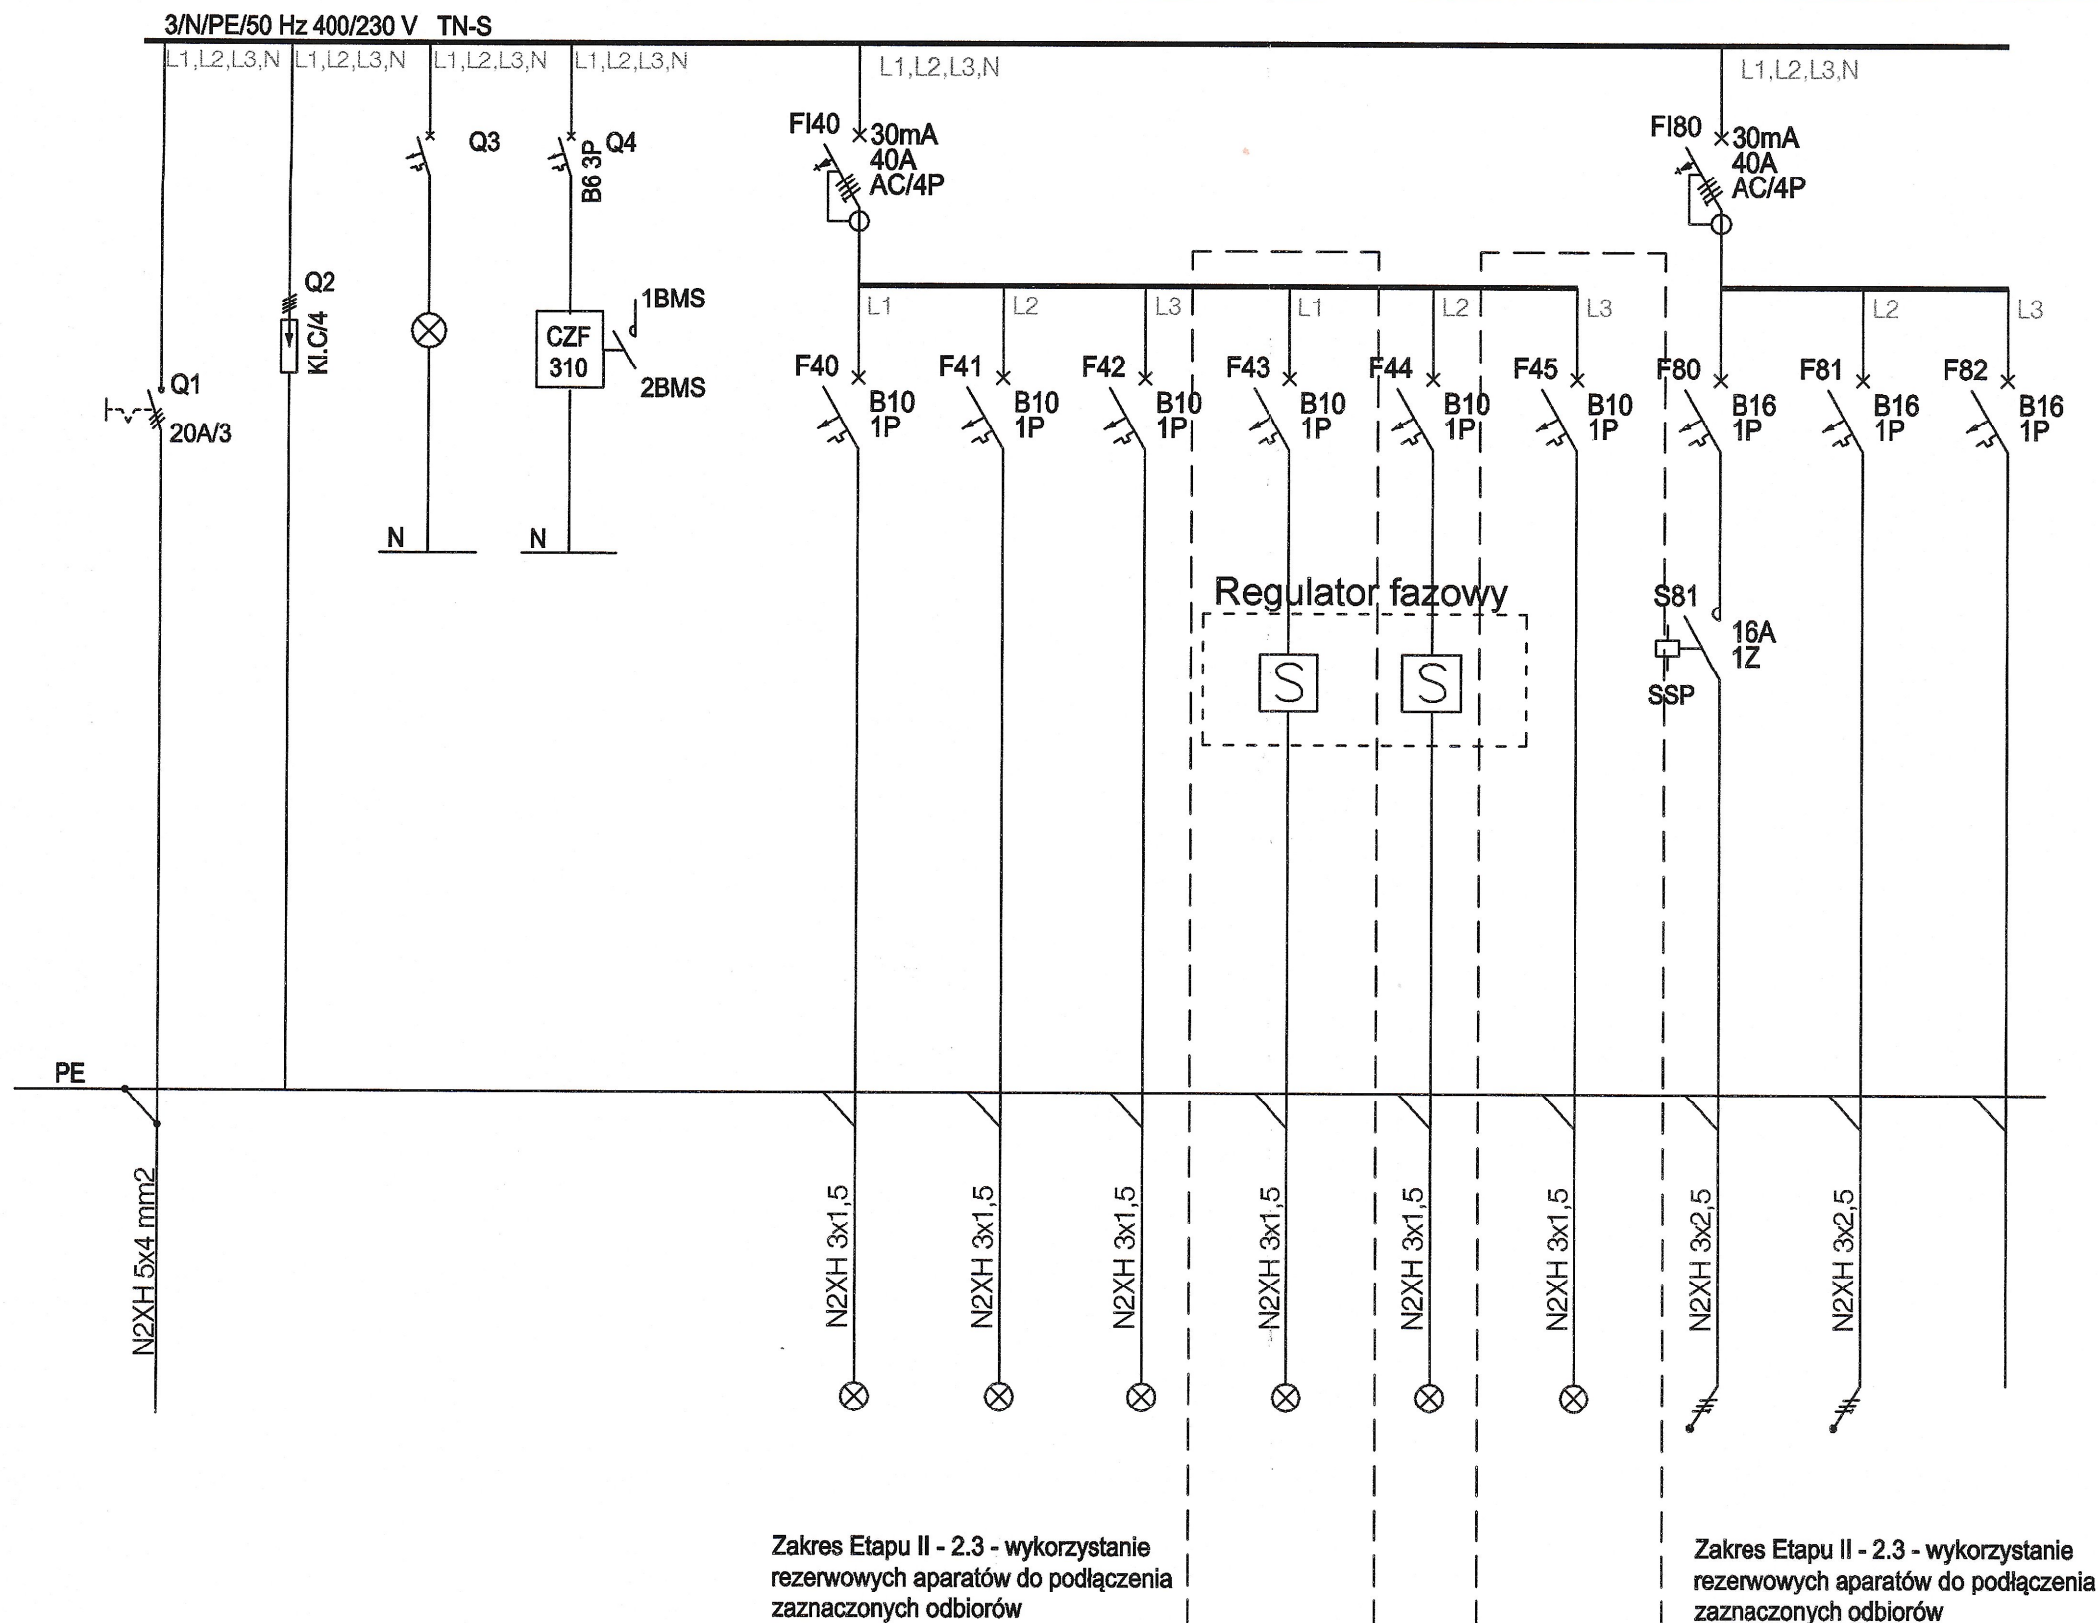 3/N/PE/50 Hz 400/230 V TN-S
L1,L2,L3,N
L1,L2,L3,N
L1,L2,L3,N
L1,L2,L3,N
L1,L2,L3,N
L1,L2,L3,N
Q1
20A/3
Q2
Kl.C/4
Q3
N
Q4
B6 3P
CZF
310
1BMS
2BMS
N
FI40
30mA
40A
AC/4P
FI80
30mA
40A
AC/4P
L1
L2
L3
L1
L2
L3
L2
L3
F40
B10
1P
F41
B10
1P
F42
B10
1P
F43
B10
1P
F44
B10
1P
F45
B10
1P
F80
B16
1P
F81
B16
1P
F82
B16
1P
Regulator fazowy
S
S
S81
16A
1Z
SSP
PE
N2XH 5x4 mm2
N2XH 3x1,5
N2XH 3x1,5
N2XH 3x1,5
N2XH 3x1,5
N2XH 3x1,5
N2XH 3x1,5
N2XH 3x2,5
N2XH 3x2,5
Zakres Etapu II - 2.3 - wykorzystanie
rezerwowych aparatów do podłączenia
zaznaczonych odbiorów
Zakres Etapu II - 2.3 - wykorzystanie
rezerwowych aparatów do podłączenia
zaznaczonych odbiorów